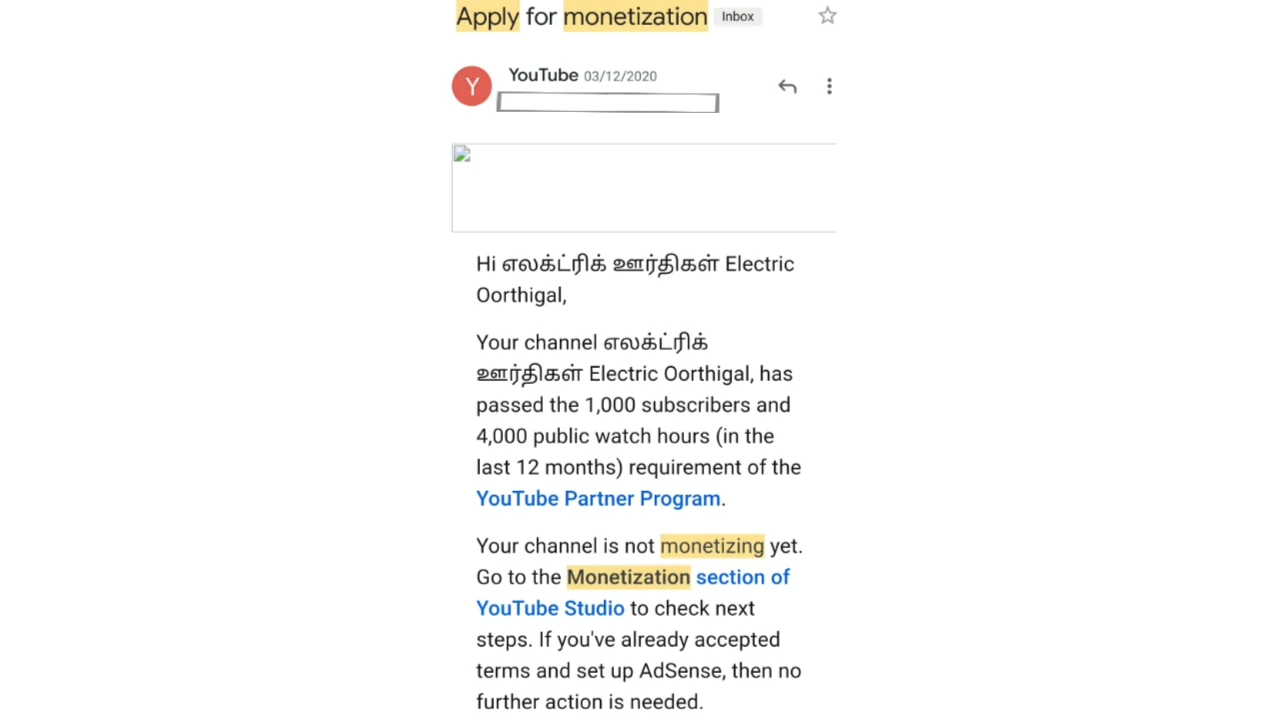 Apply for monetization Inbox
Y
YouTube 03/12/2020
Hi எலக்ட்ரிக் ஊர்திகள் Electric
Oorthigal,
Your channel எலக்ட்ரிக்
ஊர்திகள் Electric Oorthigal, has
passed the 1,000 subscribers and
4,000 public watch hours (in the
last 12 months) requirement of the
YouTube Partner Program.
Your channel is not monetizing yet.
Go to the Monetization section of
YouTube Studio to check next
steps. If you've already accepted
terms and set up AdSense, then no
further action is needed.